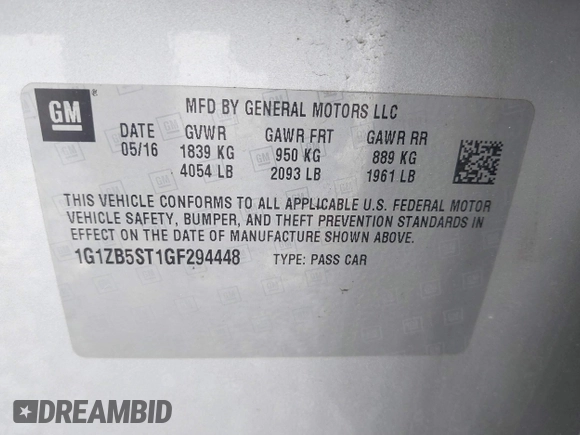 GM
MFD BY GENERAL MOTORS LLC
DATE GVWR GAWR FRT GAWR RR
05/16 1839 KG 950 KG 889 KG
4054 LB 2093 LB 1961 LB
THIS VEHICLE CONFORMS TO ALL APPLICABLE U.S. FEDERAL MOTOR
VEHICLE SAFETY, BUMPER, AND THEFT PREVENTION STANDARDS IN
EFFECT ON THE DATE OF MANUFACTURE SHOWN ABOVE.
1G1ZB5ST1GF294448 TYPE: PASS CAR
DREAMBID